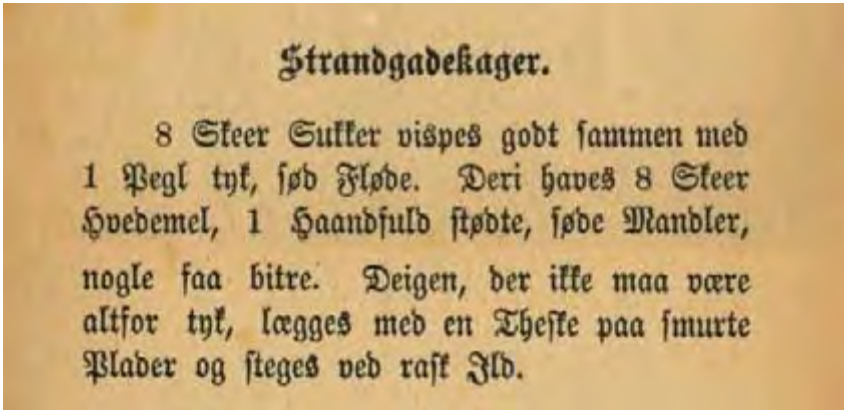 Strandgadekager.
8 Skeer Sukker vispes godt sammen med
1 Pegl tyk, sød Fløde. Deri haves 8 Skeer
Hvedemel, 1 Haandfuld stødte, søde Mandler,
nogle faa bitre. Deigen, der ikke maa være
altfor tyk, lægges med en Theske paa smurte
Plader og steges ved rask Ild.